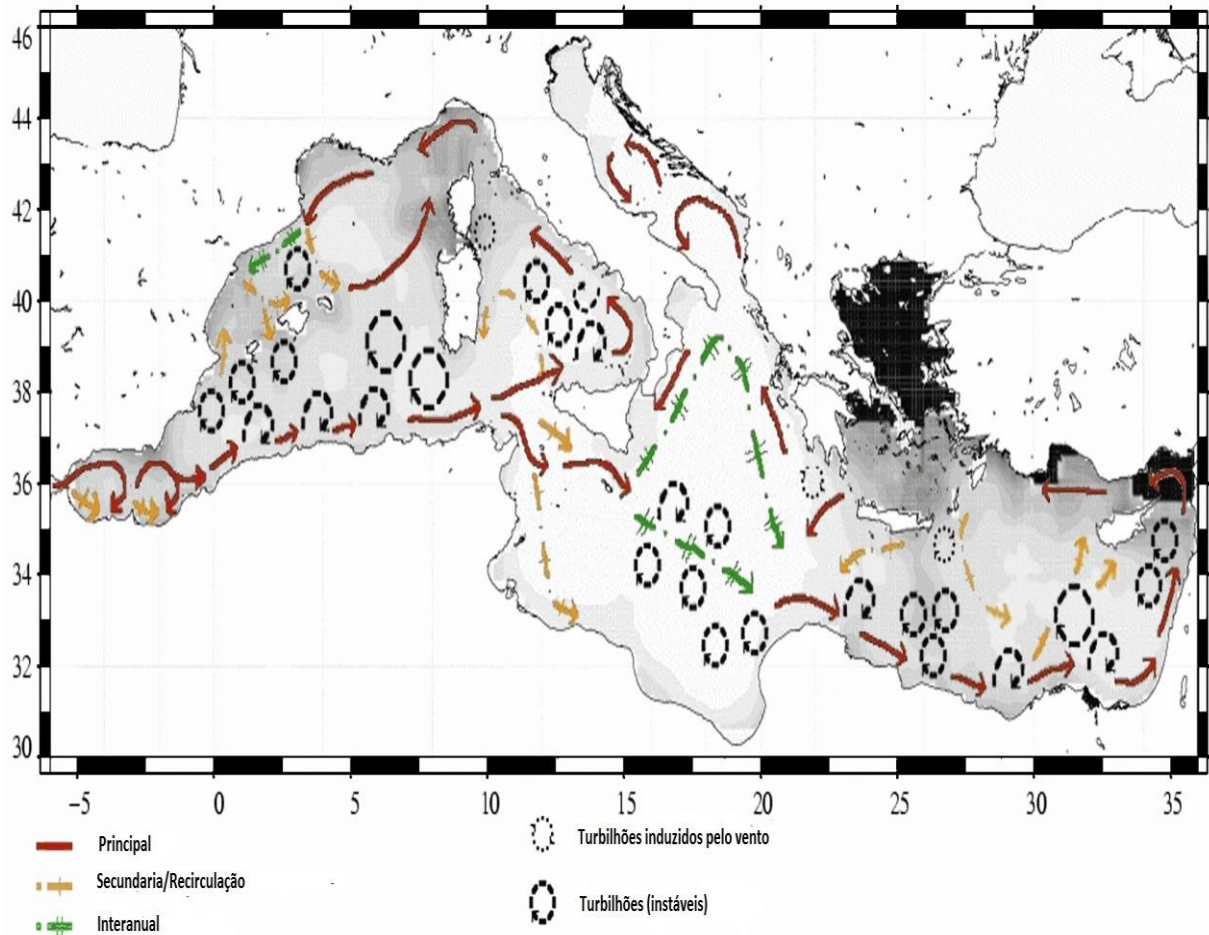 46
44
42
40
38
36
34
32
30
-5 0 5 10 15 20 25 30 35
Principal
Secundaria/Recirculação
Interanual
Turbilhões induzidos pelo vento
Turbilhões (instáveis)